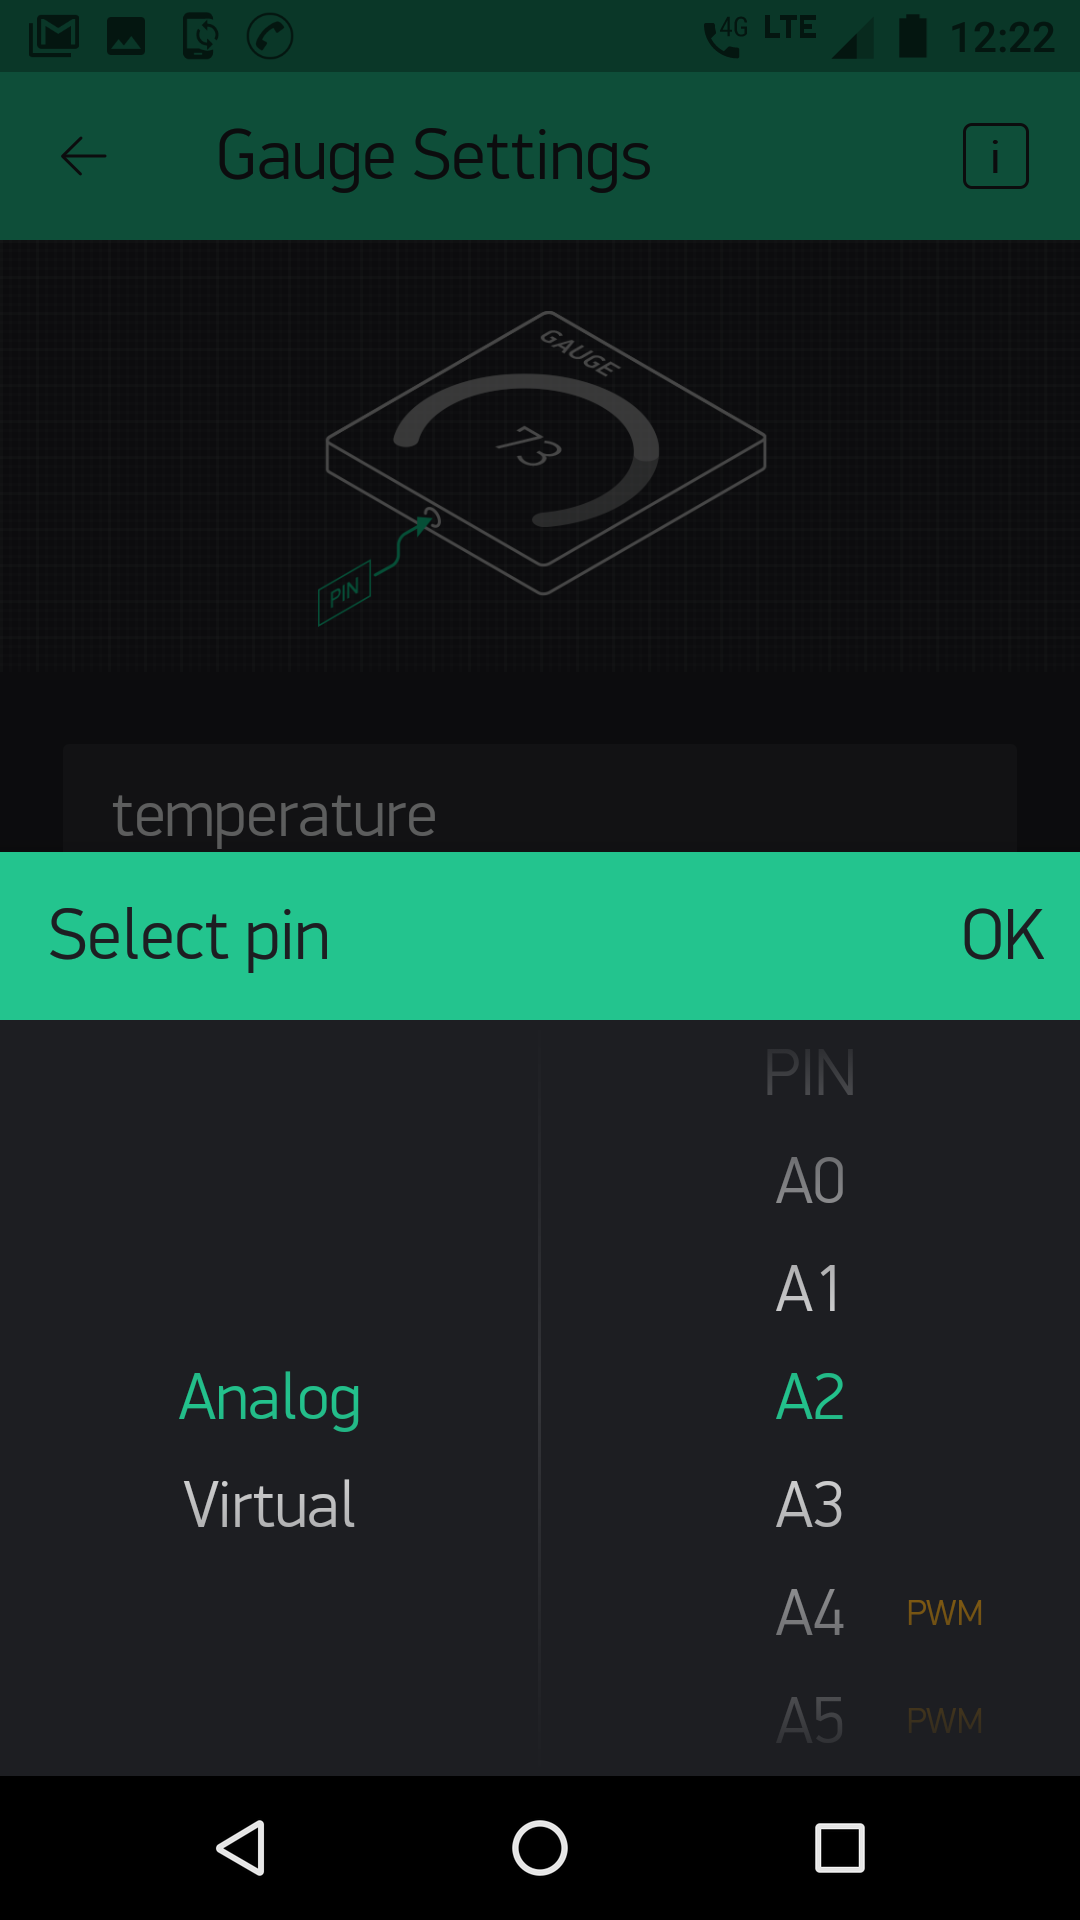 4G LTE 12:22
Gauge Settings i
GAUGE
73
PIN
temperature
Select pin OK
PIN
A0
A1
Analog A2
Virtual A3
A4 PWM
A5 PWM